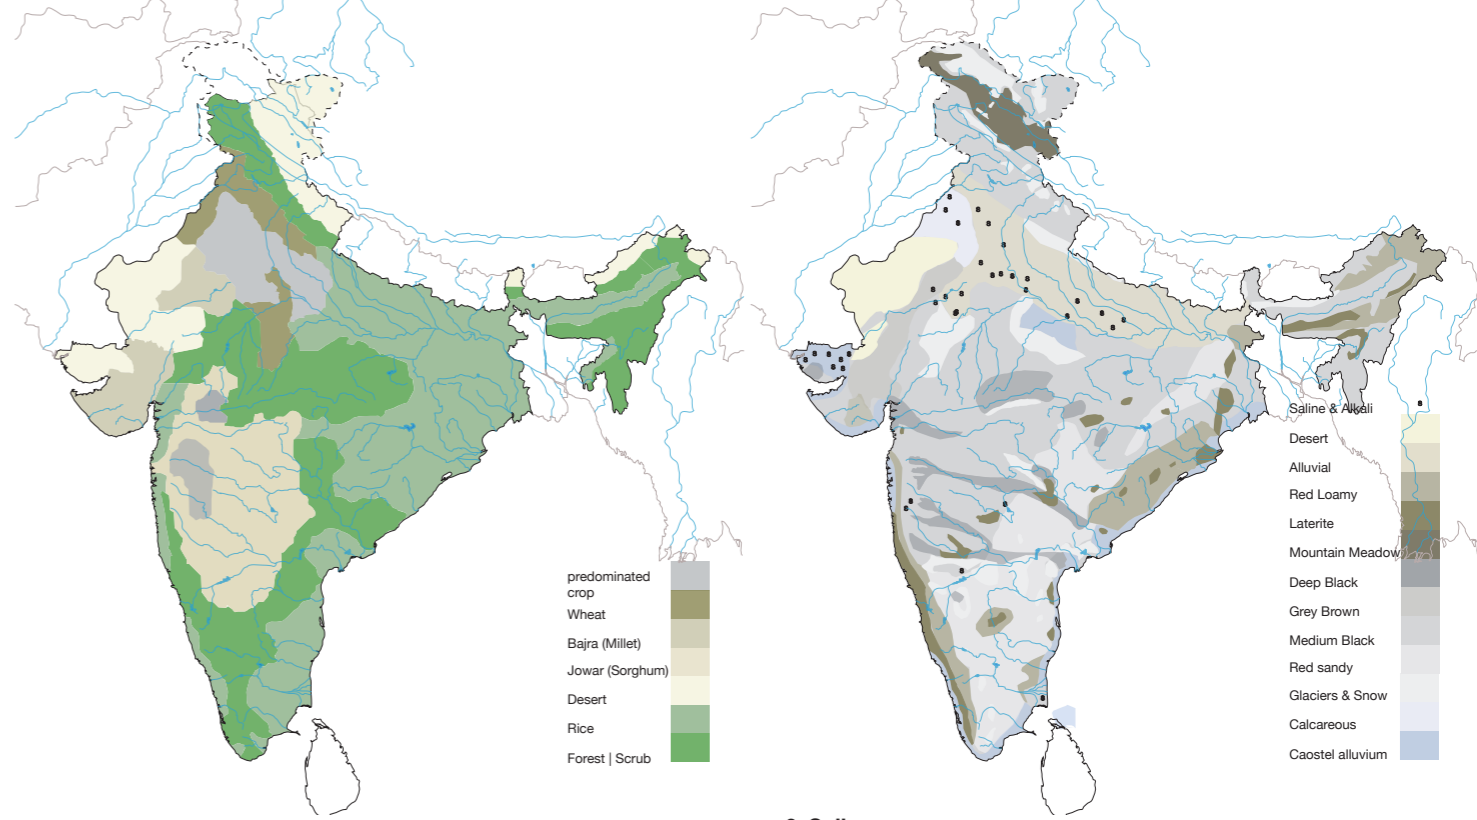 predominated
crop
Wheat
Bajra (Millet)
Jowar (Sorghum)
Desert
Rice
Forest | Scrub
Saline & Alkali
Desert
Alluvial
Red Loamy
Laterite
Mountain Meadow
Deep Black
Grey Brown
Medium Black
Red sandy
Glaciers & Snow
Calcareous
Caostel alluvium